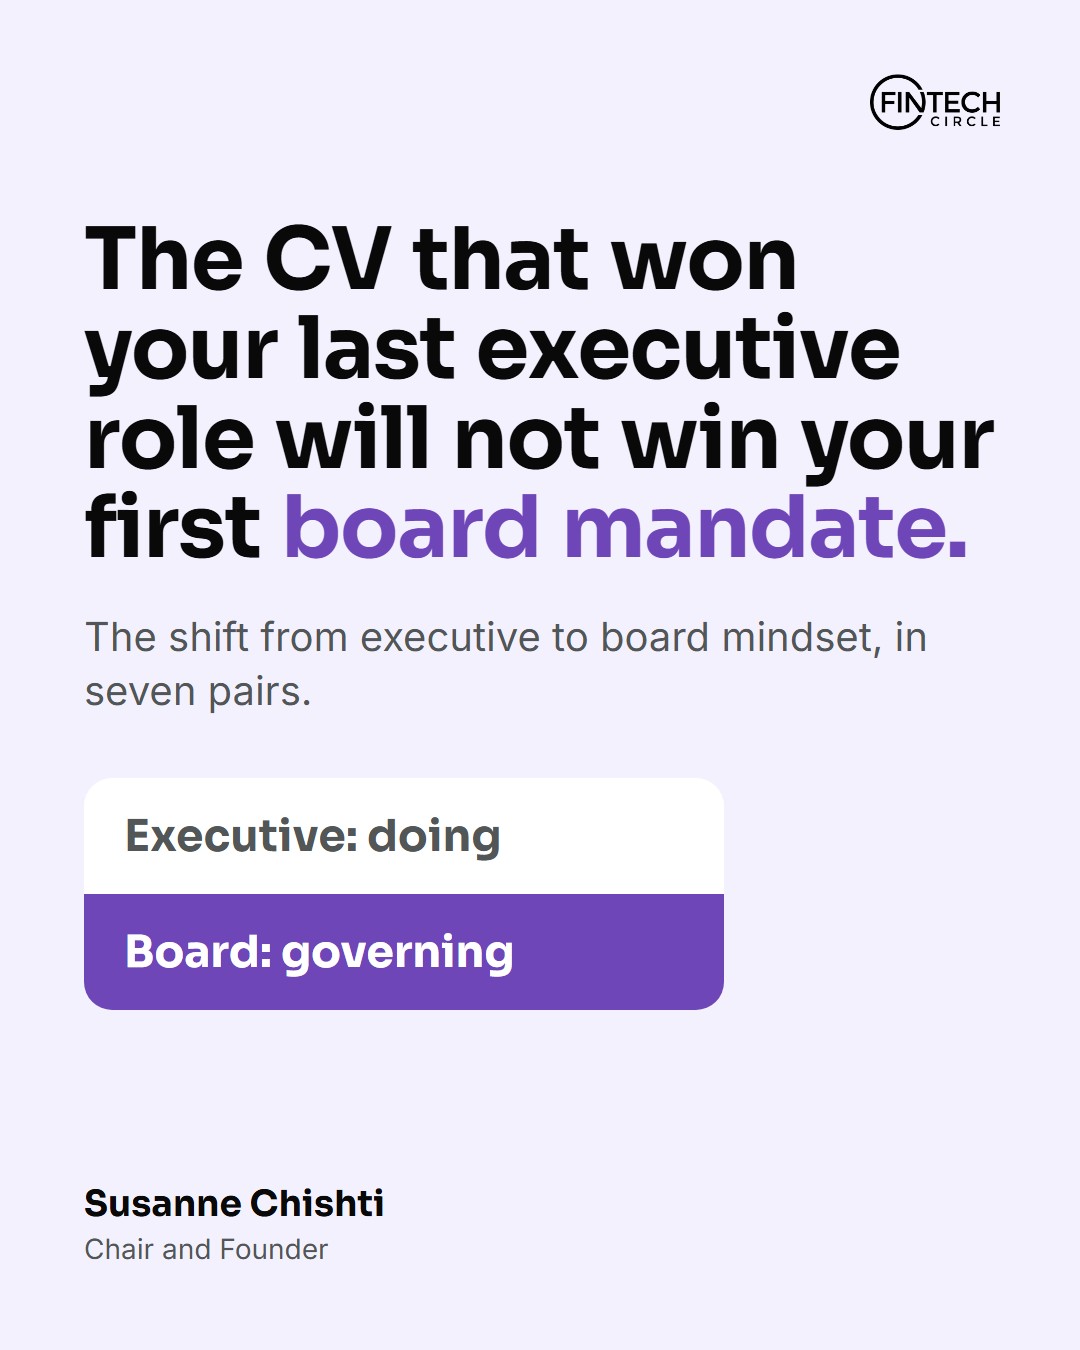 FINTECH
CIRCLE
The CV that won
your last executive
role will not win your
first board mandate.
The shift from executive to board mindset, in
seven pairs.
Executive: doing
Board: governing
Susanne Chishti
Chair and Founder